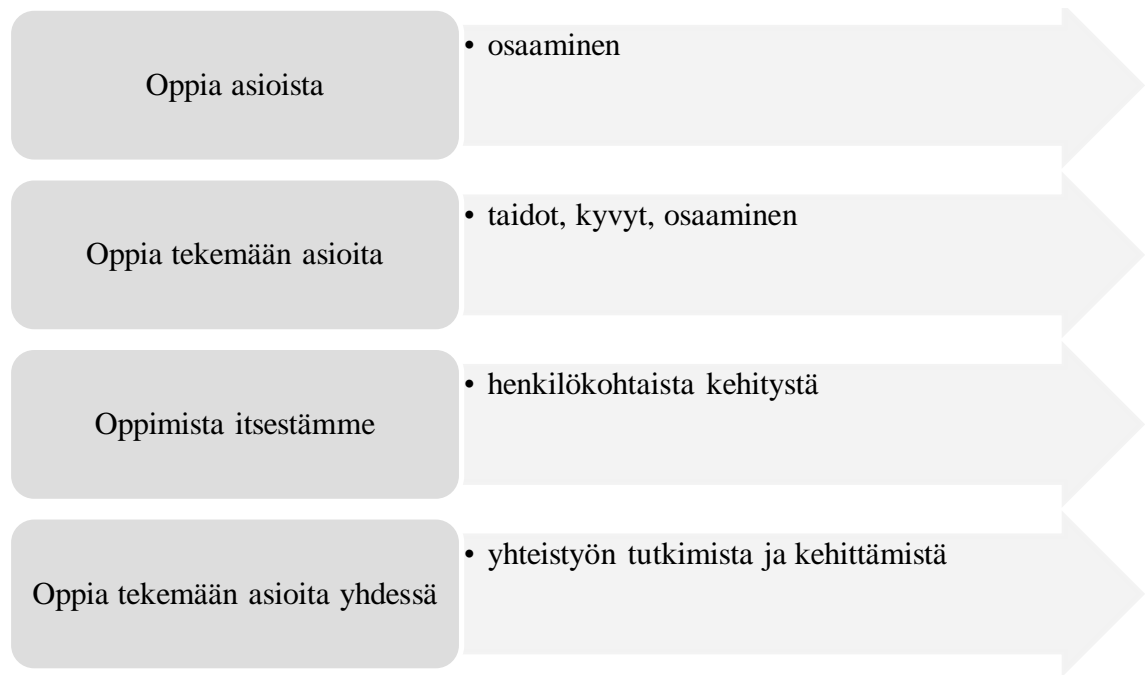 Oppia asioista
• osaaminen
Oppia tekemään asioita
• taidot, kyvyt, osaaminen
Oppimista itsestämme
• henkilökohtaista kehitystä
Oppia tekemään asioita yhdessä
• yhteistyön tutkimista ja kehittämistä